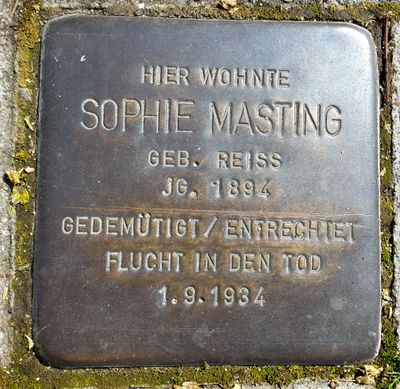 HIER WOHNTE
SOPHIE MASTING
GEB. REISS
JG. 1894
GEDEMÜTIGT / ENTRECHTET
FLUCHT IN DEN TOD
1.9.1934